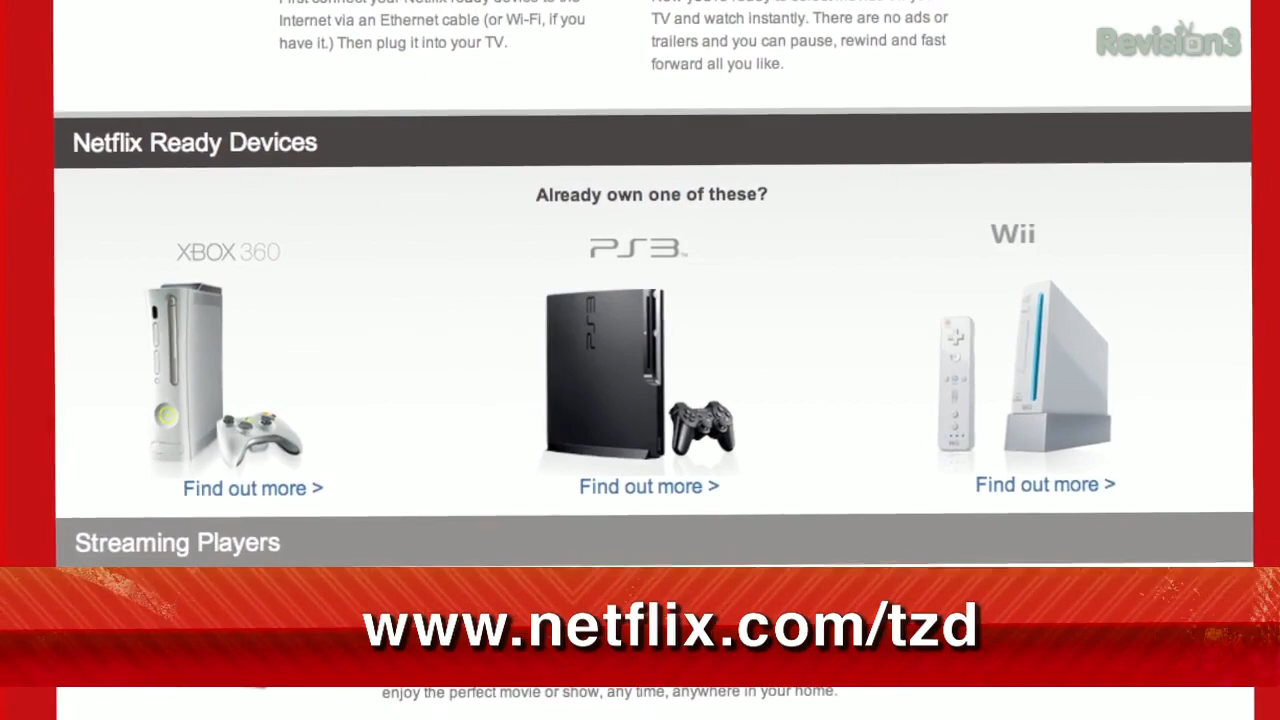 Internet via an Ethernet cable (or Wi-Fi, if you
have it.) Then plug it into your TV.
TV and watch instantly. There are no ads or
trailers and you can pause, rewind and fast
forward all you like.
Revision3
Netflix Ready Devices
Already own one of these?
XBOX 360
PS3™
Wii
PS3
Find out more >
Find out more >
Find out more >
Streaming Players
www.netflix.com/tzd
enjoy the perfect movie or show, any time, anywhere in your home.